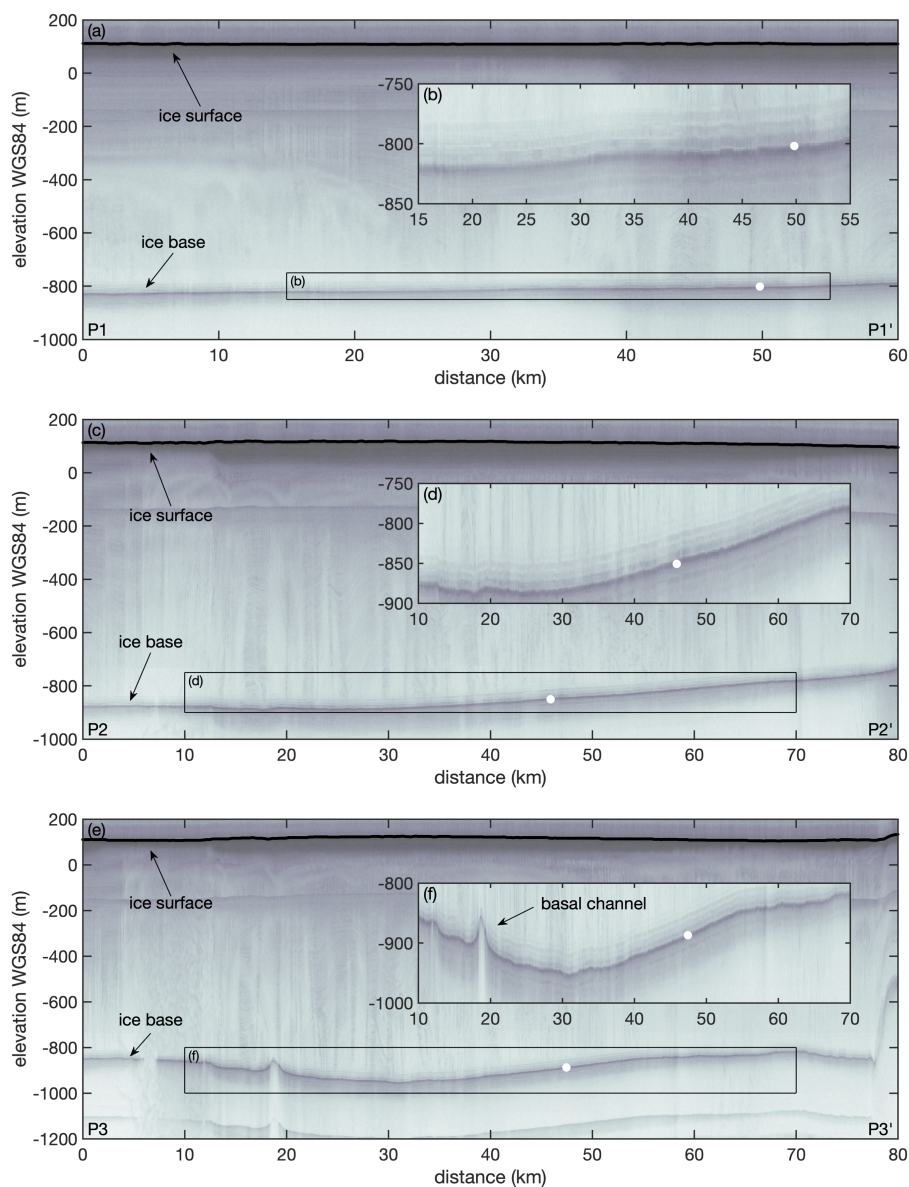 200
(a)
0
ice surface
-200
-400
-600
ice base
-800
-1000
elevation WGS84 (m)
-750
(b)
-800
-850
15 20 25 30 35 40 45 50 55
(b)
P1 P1'
0 10 20 30 40 50 60
distance (km)
200
(c)
0
ice surface
-200
-400
-600
ice base
-800
-1000
elevation WGS84 (m)
-750
(d)
-800
-850
-900
10 20 30 40 50 60 70
(d)
P2 P2'
0 10 20 30 40 50 60 70 80
distance (km)
200
(e)
0
ice surface
-200
-400
-600
ice base
-800
-1000
-1200
elevation WGS84 (m)
-800
(f)
basal channel
-900
-1000
10 20 30 40 50 60 70
(f)
P3 P3'
0 10 20 30 40 50 60 70 80
distance (km)